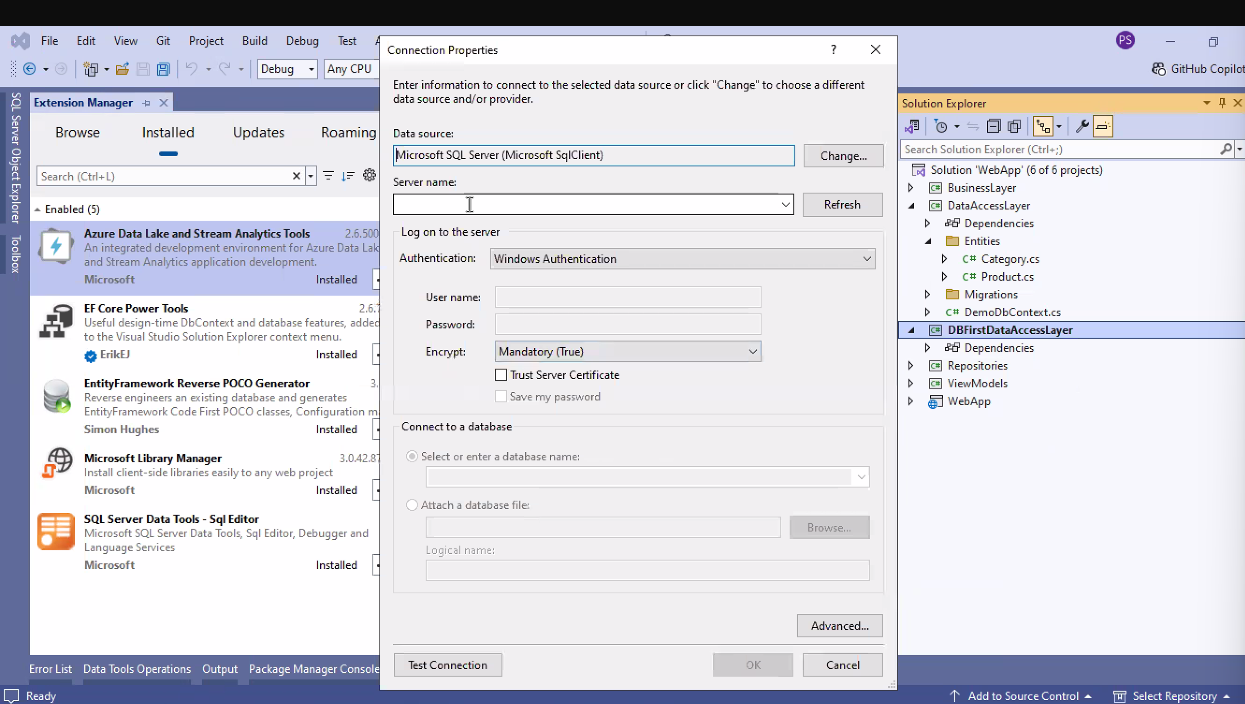 File Edit View Git Project Build Debug Test
PS
Debug Any CPU
GitHub Copilot
SQL Server Object Explorer
Toolbox
Extension Manager
Browse Installed Updates Roaming
Search (Ctrl+L)
Enabled (5)
Azure Data Lake and Stream Analytics Tools 2.6.500
An integrated development environment for Azure Data Lak
and Stream Analytics application development.
Microsoft Installed
EF Core Power Tools 2.6.7
Useful design-time DbContext and database features, added
to the Visual Studio Solution Explorer context menu.
ErikEJ Installed
EntityFramework Reverse POCO Generator 3.
Reverse engineers an existing database and generates
EntityFramework Code First POCO classes, Configuration m
Simon Hughes Installed
Microsoft Library Manager 3.0.42.87
Install client-side libraries easily to any web project
Microsoft Installed
SQL Server Data Tools - Sql Editor
Microsoft SQL Server Data Tools, Sql Editor, Debugger and
Language Services
Microsoft Installed
Connection Properties ?
Enter information to connect to the selected data source or click "Change" to choose a different
data source and/or provider.
Data source:
Microsoft SQL Server (Microsoft SqlClient) Change...
Server name:
Refresh
Log on to the server
Authentication: Windows Authentication
User name:
Password:
Encrypt: Mandatory (True)
Trust Server Certificate
Save my password
Connect to a database
Select or enter a database name:
Attach a database file:
Browse...
Logical name:
Advanced...
Test Connection OK Cancel
Solution Explorer
Search Solution Explorer (Ctrl+;)
Solution 'WebApp' (6 of 6 projects)
BusinessLayer
DataAccessLayer
Dependencies
Entities
C# Category.cs
C# Product.cs
Migrations
C# DemoDbContext.cs
DBFirstDataAccessLayer
Dependencies
Repositories
ViewModels
WebApp
Error List Data Tools Operations Output Package Manager Console
Ready
Add to Source Control Select Repository